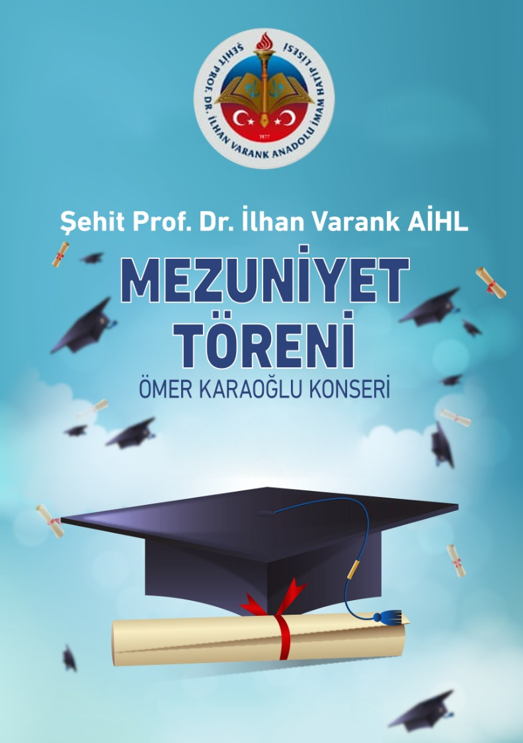 ŞEHİT PROF. DR. İLHAN VARANK ANADOLU İMAM HATİP LİSESİ
1977
Şehit Prof. Dr. İlhan Varank AİHL
MEZUNİYET
TÖRENİ
ÖMER KARAOĞLU KONSERİ